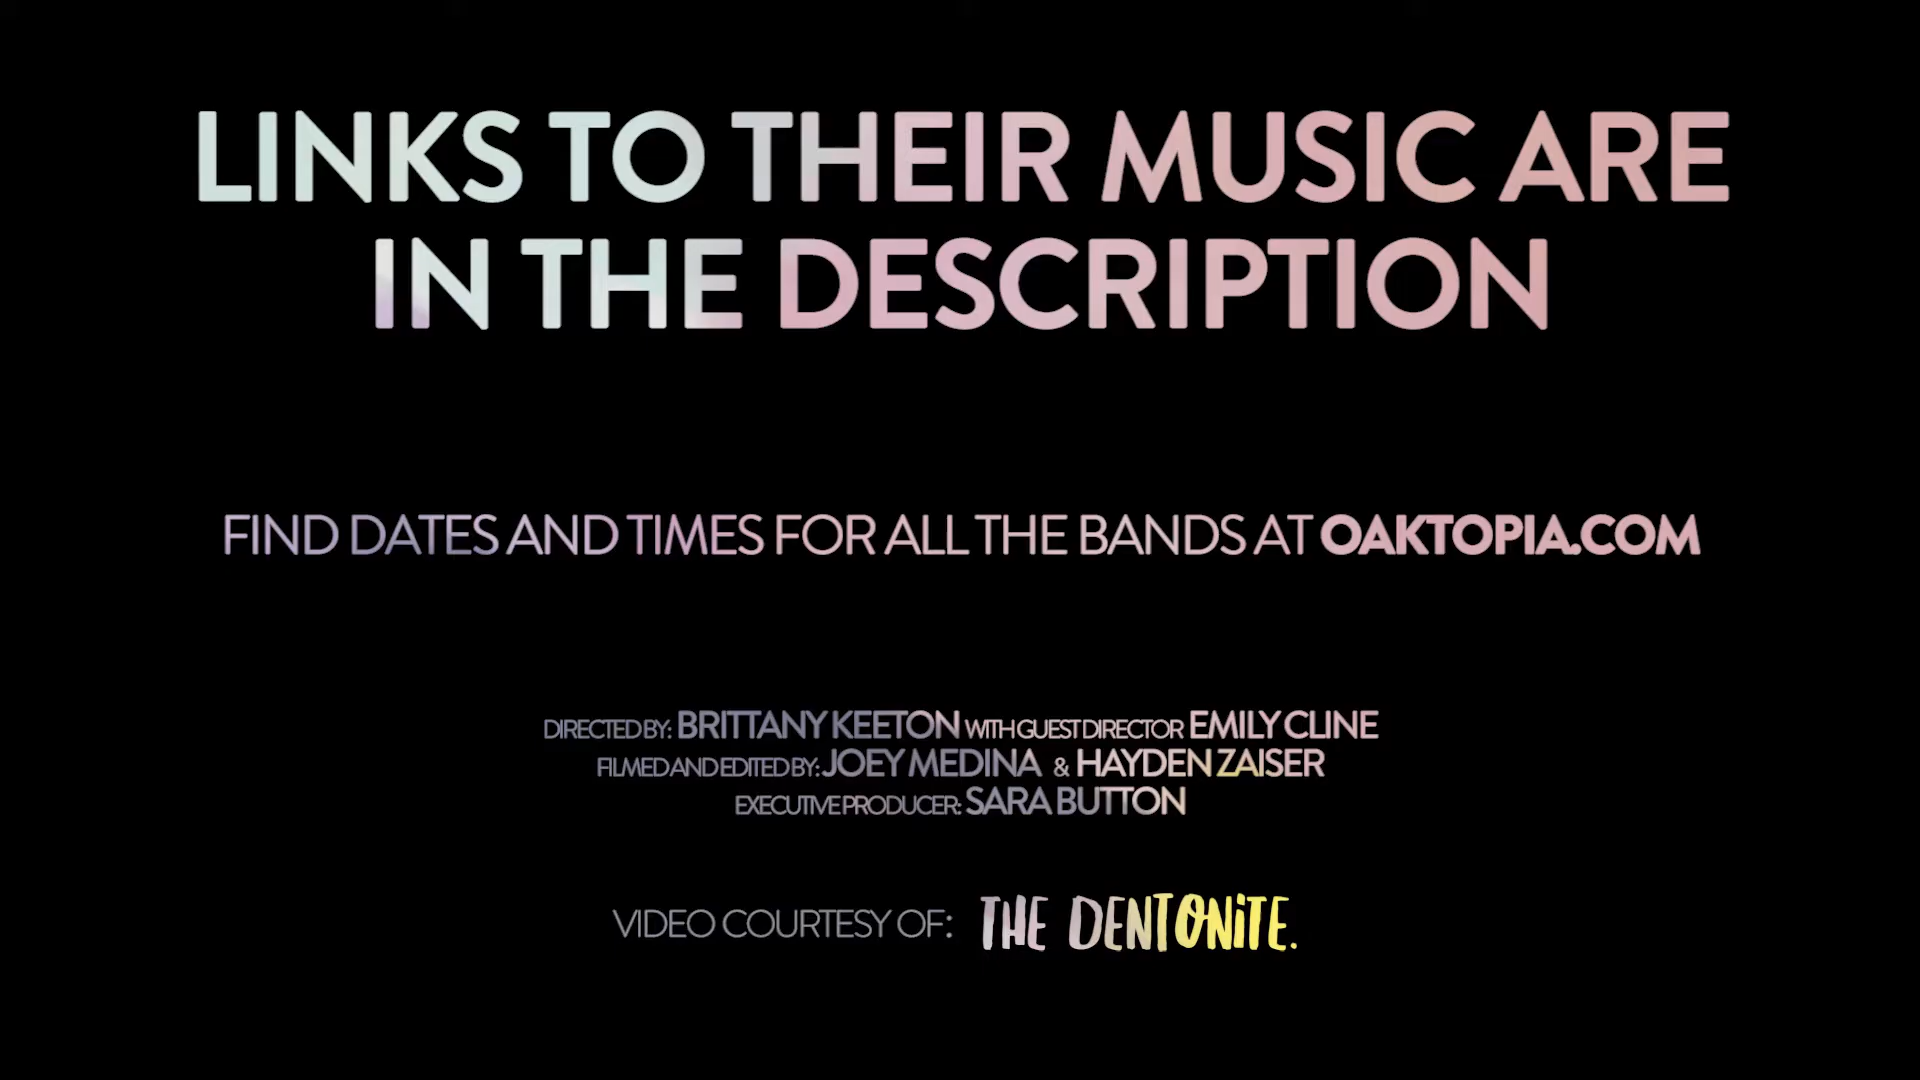 LINKS TO THEIR MUSIC ARE
IN THE DESCRIPTION
FIND DATES AND TIMES FOR ALL THE BANDS AT OAKTOPIA.COM
DIRECTED BY: BRITTANY KEETON WITH GUEST DIRECTOR EMILY CLINE
FILMED AND EDITED BY: JOEY MEDINA & HAYDEN ZAISER
EXECUTIVE PRODUCER: SARA BUTTON
VIDEO COURTESY OF: THE DENTONiTE.